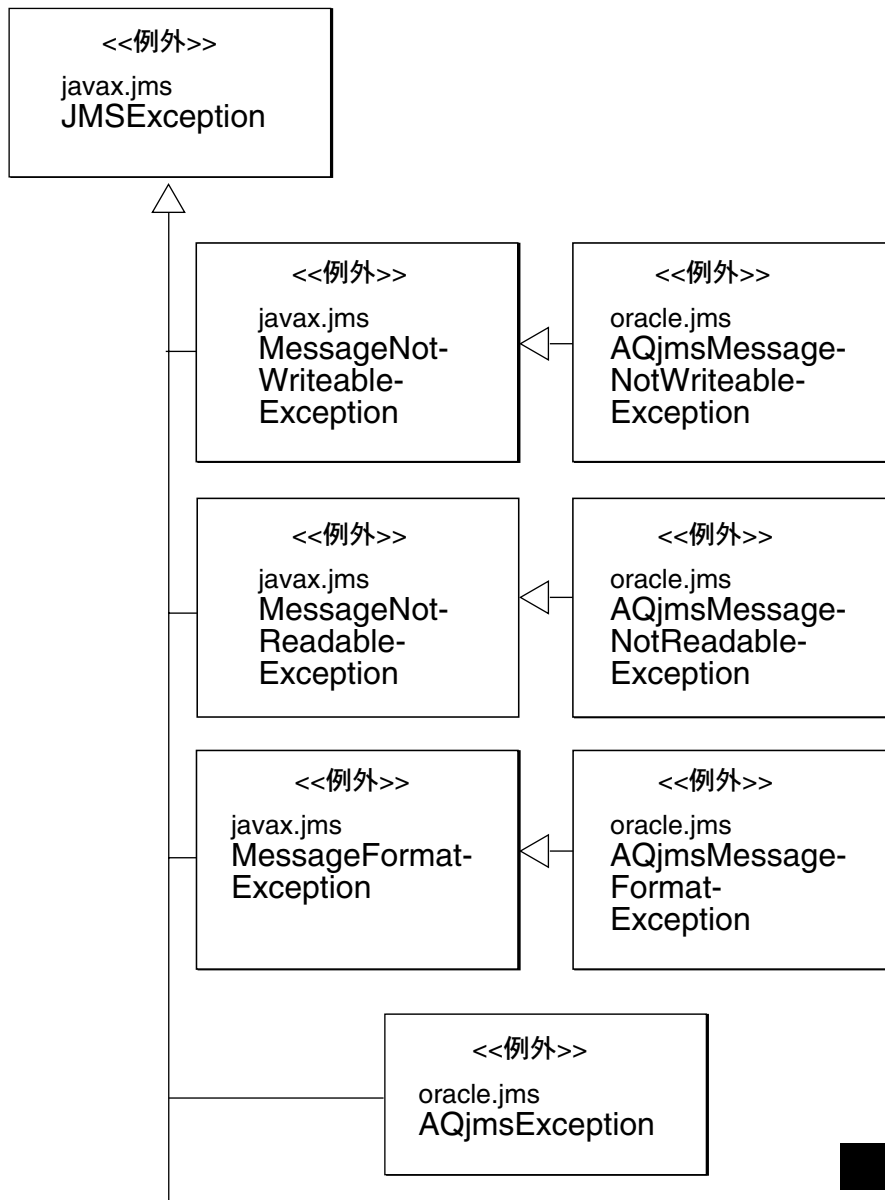 <<例外>>
javax.jms
JMSException
<<例外>>
javax.jms
MessageNot-
Writeable-
Exception
<<例外>>
oracle.jms
AQjmsMessage-
NotWriteable-
Exception
<<例外>>
javax.jms
MessageNot-
Readable-
Exception
<<例外>>
oracle.jms
AQjmsMessage-
NotReadable-
Exception
<<例外>>
javax.jms
MessageFormat-
Exception
<<例外>>
oracle.jms
AQjmsMessage-
Format-
Exception
<<例外>>
oracle.jms
AQjmsException